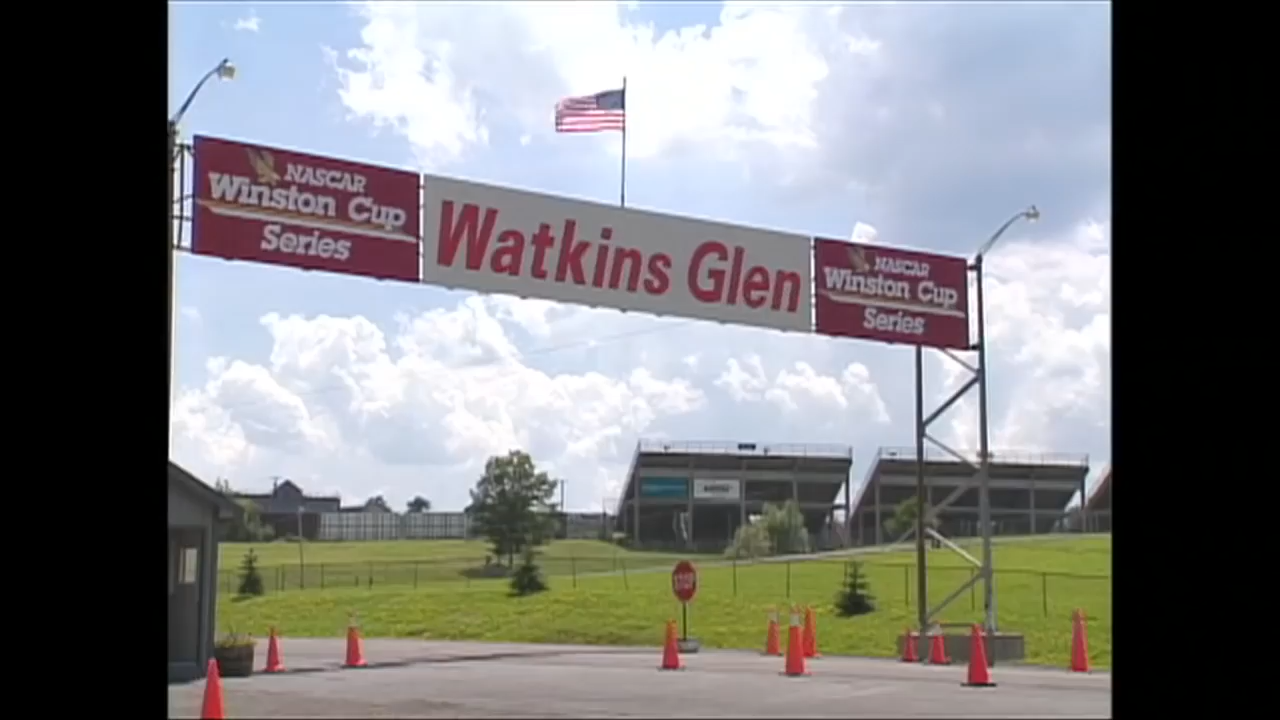 NASCAR
Winston Cup
Series
Watkins Glen
NASCAR
Winston Cup
Series
STOP